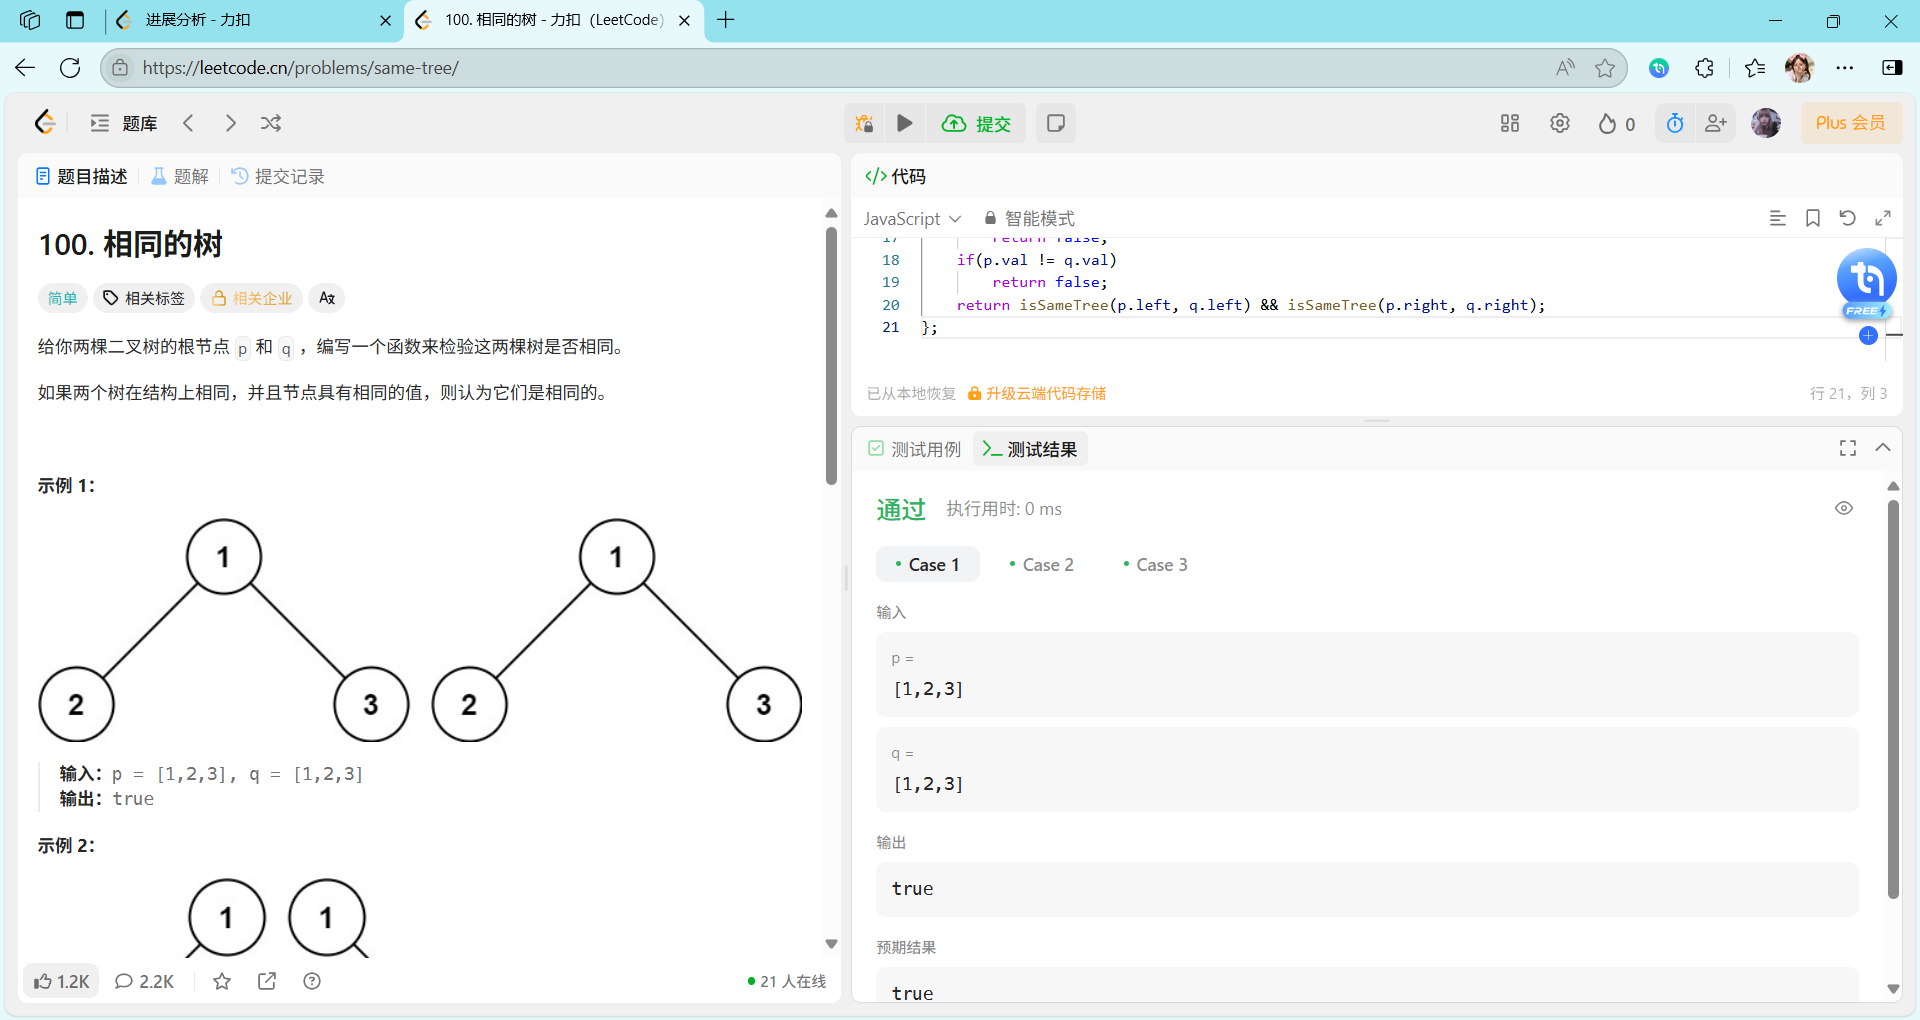 进展分析 - 力扣
100. 相同的树 - 力扣（LeetCode）
https://leetcode.cn/problems/same-tree/
题库
提交
0
Plus 会员
题目描述
题解
提交记录
100. 相同的树
简单
相关标签
相关企业
给你两棵二叉树的根节点 p 和 q ，编写一个函数来检验这两棵树是否相同。
如果两个树在结构上相同，并且节点具有相同的值，则认为它们是相同的。
示例 1：
1
1
2
3
2
3
输入：p = [1,2,3], q = [1,2,3]
输出：true
示例 2：
1
1
1.2K
2.2K
21 人在线
</> 代码
JavaScript
智能模式
17 return false;
18 if(p.val != q.val)
19 return false;
20 return isSameTree(p.left, q.left) && isSameTree(p.right, q.right);
21 };
FREE
已从本地恢复
升级云端代码存储
行 21，列 3
测试用例
测试结果
通过
执行用时: 0 ms
Case 1
Case 2
Case 3
输入
p =
[1,2,3]
q =
[1,2,3]
输出
true
预期结果
true